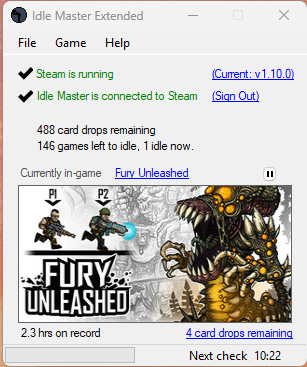 Idle Master Extended
File Game Help
Steam is running (Current: v1.10.0)
Idle Master is connected to Steam (Sign Out)
488 card drops remaining
146 games left to idle, 1 idle now.
Currently in-game Fury Unleashed
P1 P2
FURY
UNLEASHED
2.3 hrs on record 4 card drops remaining
Next check 10:22